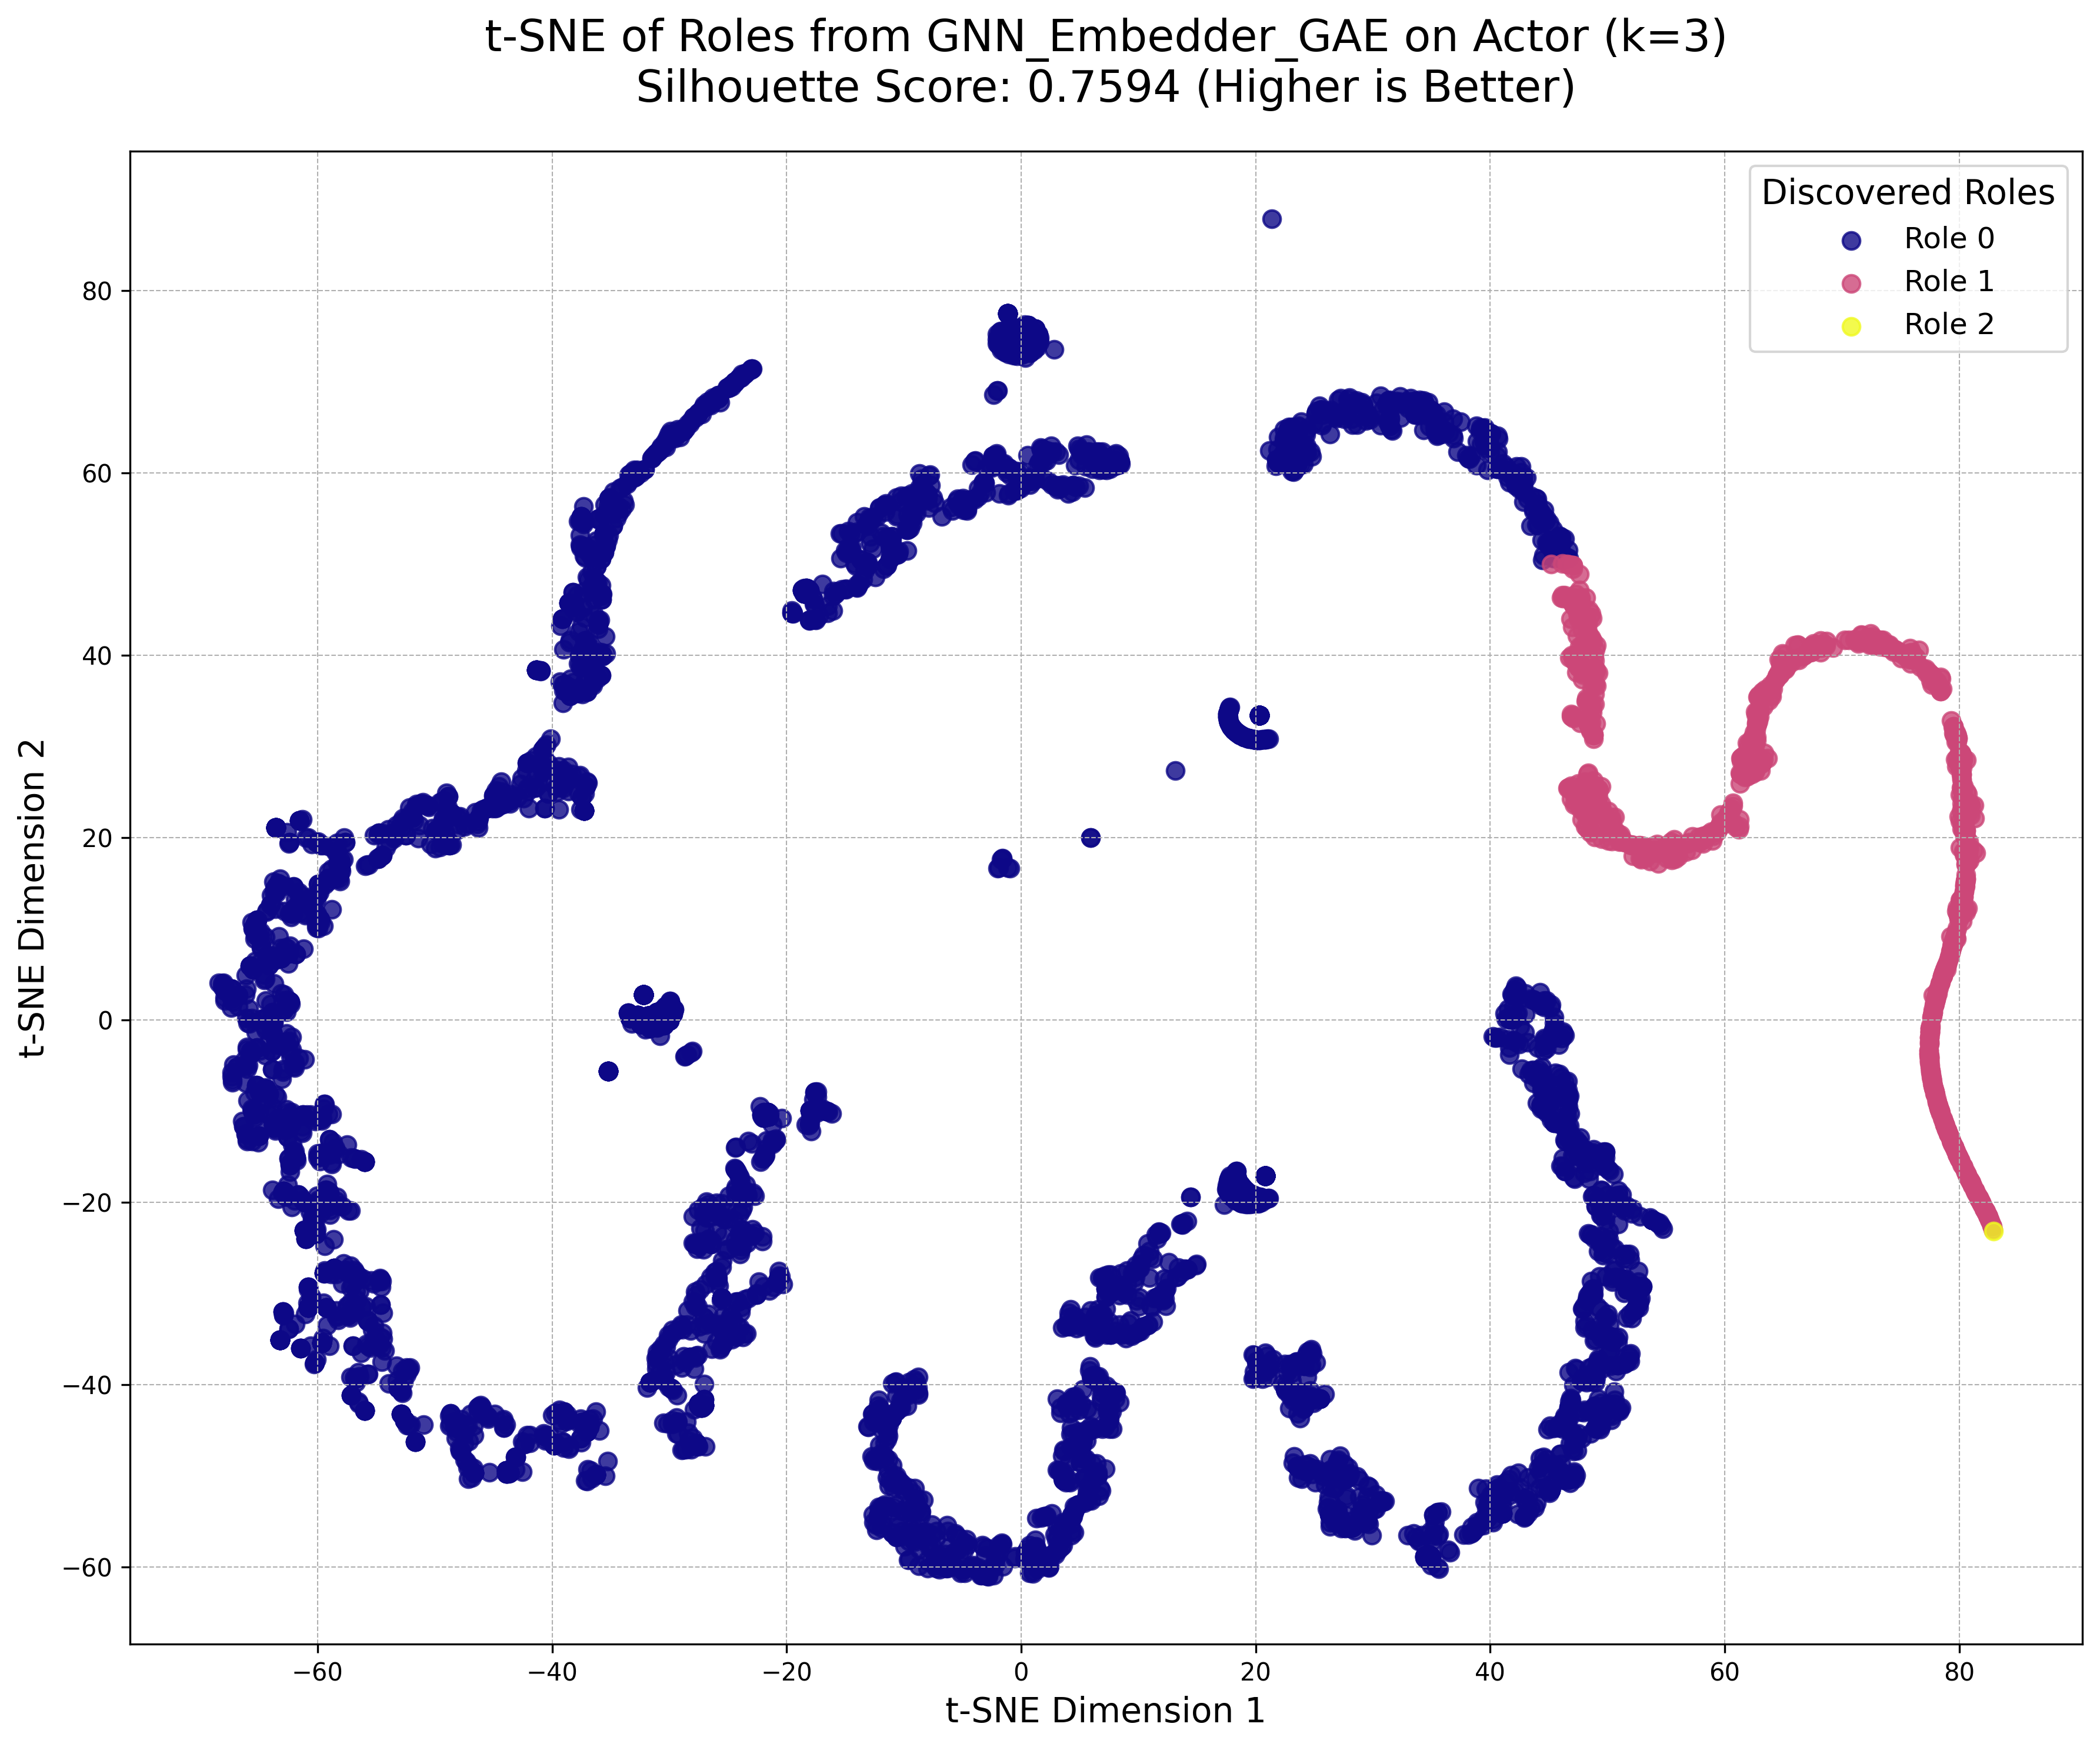 t-SNE of Roles from GNN_Embedder_GAE on Actor (k=3)
Silhouette Score: 0.7594 (Higher is Better)
Discovered Roles
Role 0
Role 1
Role 2
80
60
40
20
0
−20
−40
−60
t-SNE Dimension 2
−60
−40
−20
0
20
40
60
80
t-SNE Dimension 1